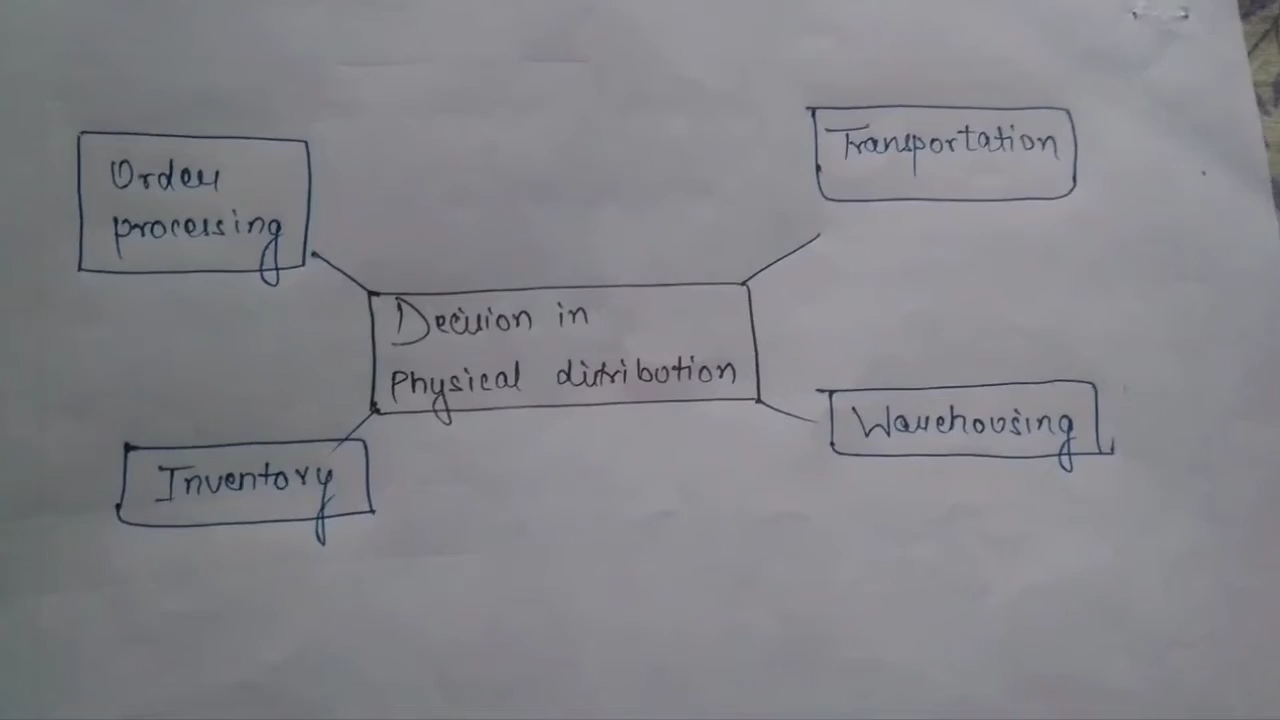 Order
processing
Transportation
Decision in
physical distribution
Inventory
Warehousing